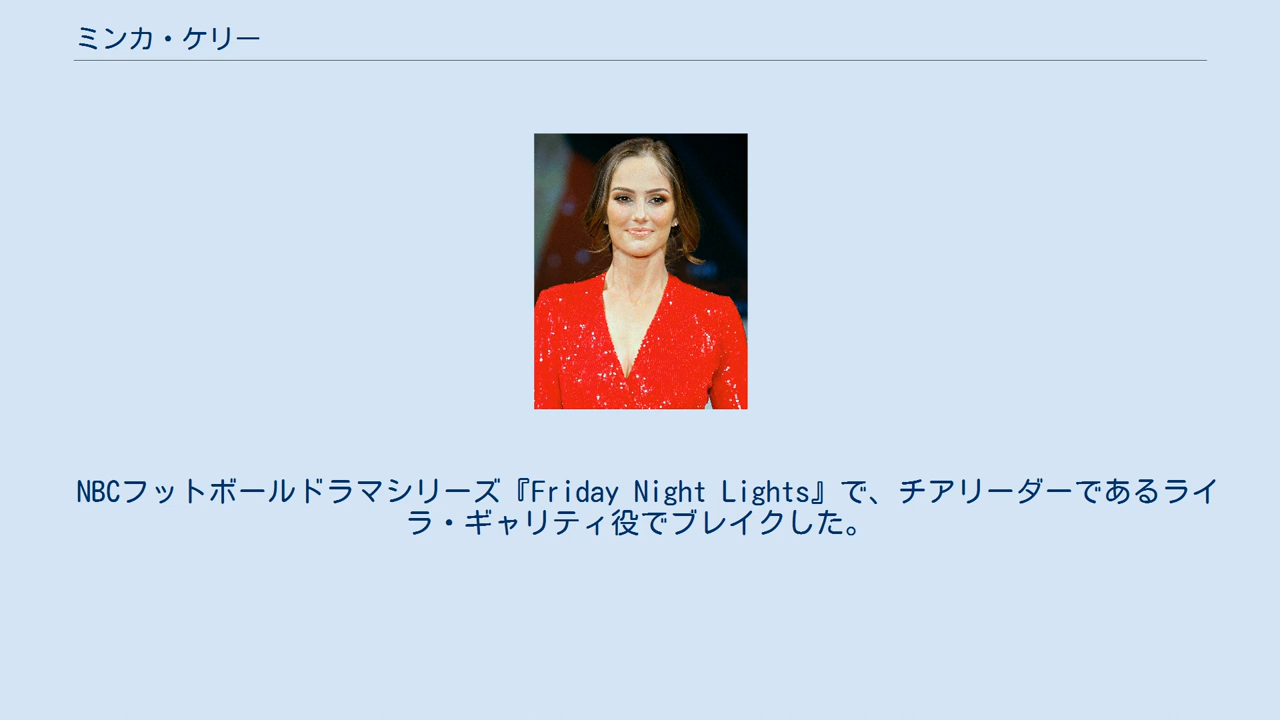 ミンカ・ケリー
NBCフットボールドラマシリーズ『Friday Night Lights』で、チアリーダーであるライ
ラ・ギャリティ役でブレイクした。